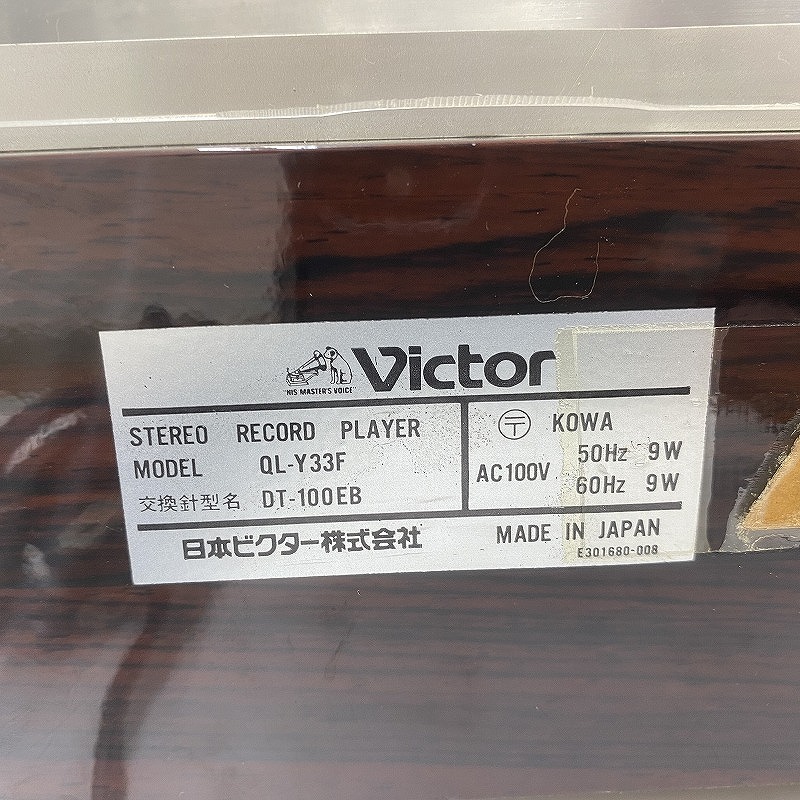 "HIS MASTER'S VOICE"
Victor
STEREO RECORD PLAYER
MODEL QL-Y33F
交換針型名 DT-100EB
〶 KOWA
AC100V 50Hz 9W
60Hz 9W
日本ビクター株式会社
MADE IN JAPAN
E301680-008